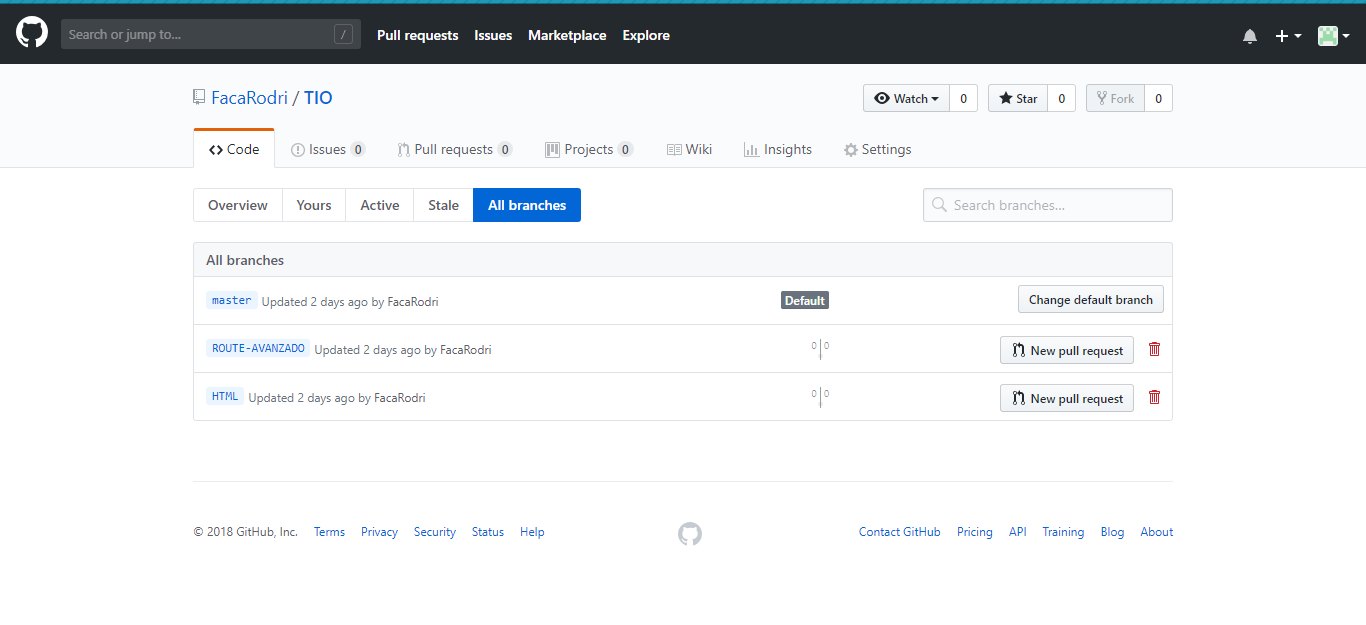 Search or jump to... / Pull requests Issues Marketplace Explore
FacaRodri / TIO Watch 0 Star 0 Fork 0
Code Issues 0 Pull requests 0 Projects 0 Wiki Insights Settings
Overview Yours Active Stale All branches Search branches...
All branches
master Updated 2 days ago by FacaRodri Default Change default branch
ROUTE-AVANZADO Updated 2 days ago by FacaRodri 0 0 New pull request
HTML Updated 2 days ago by FacaRodri 0 0 New pull request
© 2018 GitHub, Inc. Terms Privacy Security Status Help Contact GitHub Pricing API Training Blog About